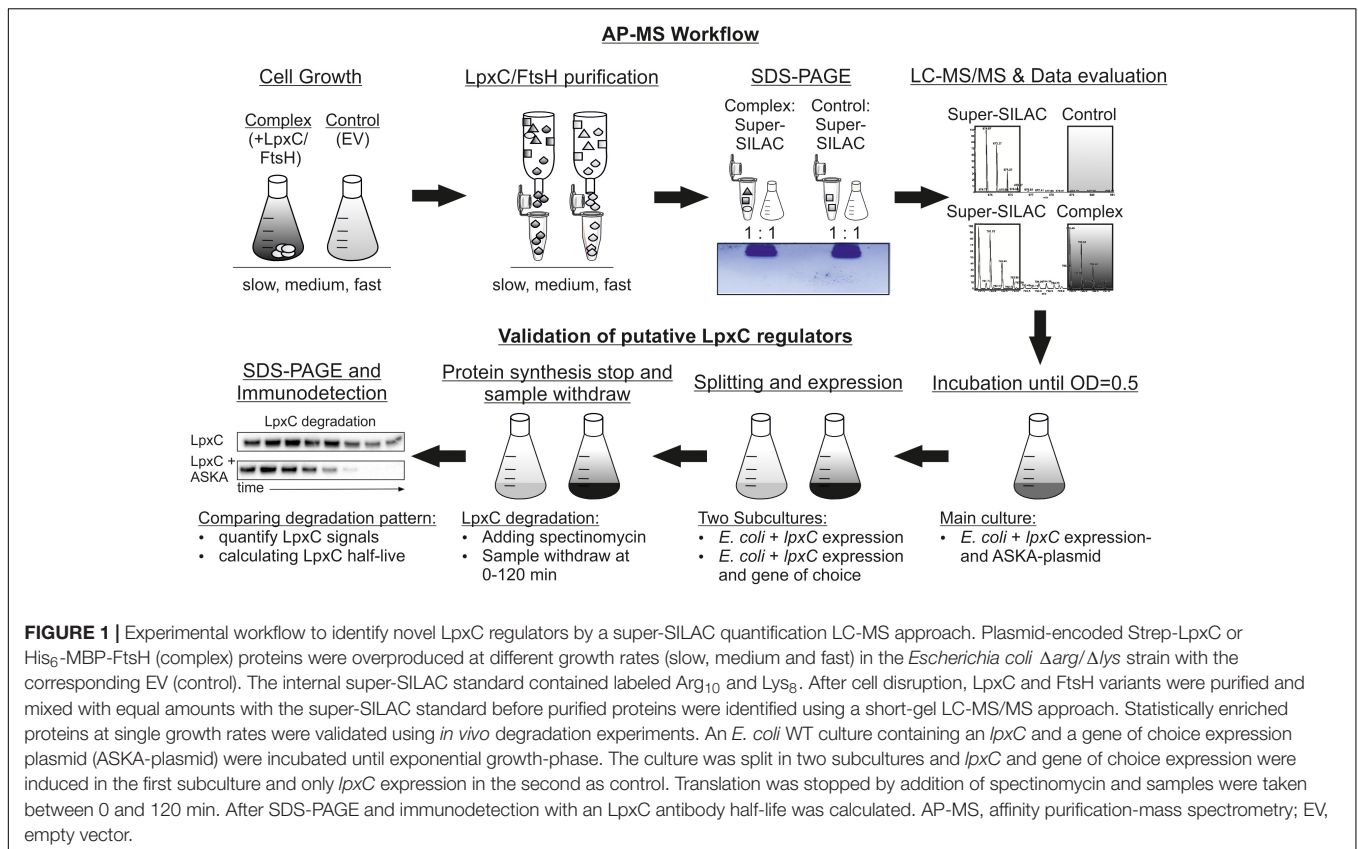 AP-MS Workflow
Cell Growth
Complex
(+LpxC/
FtsH)
Control
(EV)
slow, medium, fast
LpxC/FtsH purification
slow, medium, fast
SDS-PAGE
Complex:
Super-
SILAC
Control:
Super-
SILAC
1 : 1
1 : 1
LC-MS/MS & Data evaluation
Super-SILAC
Control
Super-SILAC
Complex
Validation of putative LpxC regulators
SDS-PAGE and
Immunodetection
LpxC degradation
LpxC
LpxC +
ASKA
time
Comparing degradation pattern:
• quantify LpxC signals
• calculating LpxC half-live
Protein synthesis stop and
sample withdraw
LpxC degradation:
• Adding spectinomycin
• Sample withdraw at
0-120 min
Splitting and expression
Two Subcultures:
• E. coli + lpxC expression
• E. coli + lpxC expression
and gene of choice
Incubation until OD=0.5
Main culture:
• E. coli + lpxC expression-
and ASKA-plasmid
FIGURE 1 | Experimental workflow to identify novel LpxC regulators by a super-SILAC quantification LC-MS approach. Plasmid-encoded Strep-LpxC or
His6-MBP-FtsH (complex) proteins were overproduced at different growth rates (slow, medium and fast) in the Escherichia coli Δarg/Δlys strain with the
corresponding EV (control). The internal super-SILAC standard contained labeled Arg10 and Lys8. After cell disruption, LpxC and FtsH variants were purified and
mixed with equal amounts with the super-SILAC standard before purified proteins were identified using a short-gel LC-MS/MS approach. Statistically enriched
proteins at single growth rates were validated using in vivo degradation experiments. An E. coli WT culture containing an lpxC and a gene of choice expression
plasmid (ASKA-plasmid) were incubated until exponential growth-phase. The culture was split in two subcultures and lpxC and gene of choice expression were
induced in the first subculture and only lpxC expression in the second as control. Translation was stopped by addition of spectinomycin and samples were taken
between 0 and 120 min. After SDS-PAGE and immunodetection with an LpxC antibody half-life was calculated. AP-MS, affinity purification-mass spectrometry; EV,
empty vector.